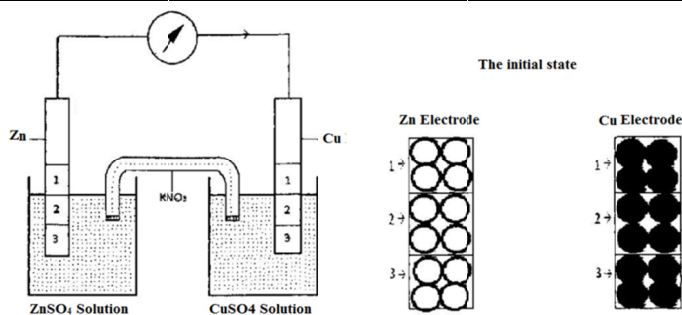 The initial state
Zn
Cu
1
2
3
1
2
3
KNO₃
ZnSO₄ Solution
CuSO4 Solution
Zn Electrode
Cu Electrode
1
2
3
1
2
3